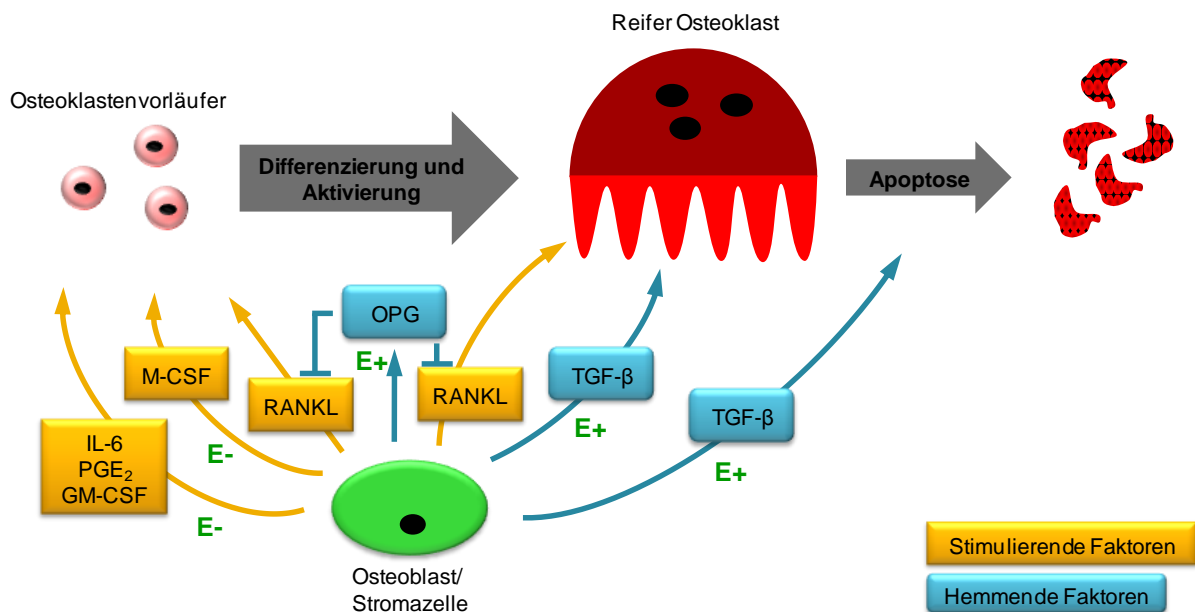 Reifer Osteoklast
Osteoklastenvorläufer
Differenzierung und
Aktivierung
Apoptose
OPG
E+
M-CSF
RANKL
RANKL
TGF-β
TGF-β
E+
E+
IL-6
PGE₂
GM-CSF
E-
E-
Osteoblast/
Stromazelle
Stimulierende Faktoren
Hemmende Faktoren